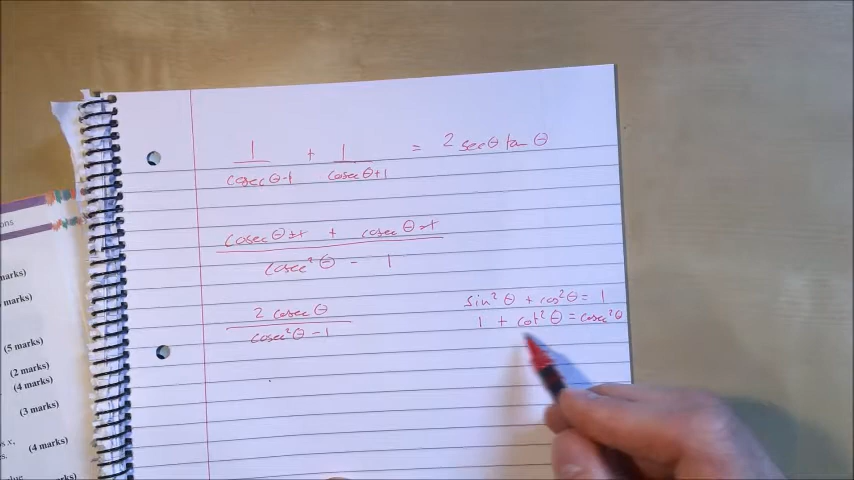 1/(cosec θ-1) + 1/(cosec θ+1) = 2 sec θ tan θ
(cosec θ+1 + cosec θ-1)/(cosec² θ - 1)
2 cosec θ/(cosec² θ - 1)
sin² θ + cos² θ = 1
1 + cot² θ = cosec² θ
ons
marks)
marks)
(5 marks)
(2 marks)
(4 marks)
(3 marks)
s x,
(4 marks)